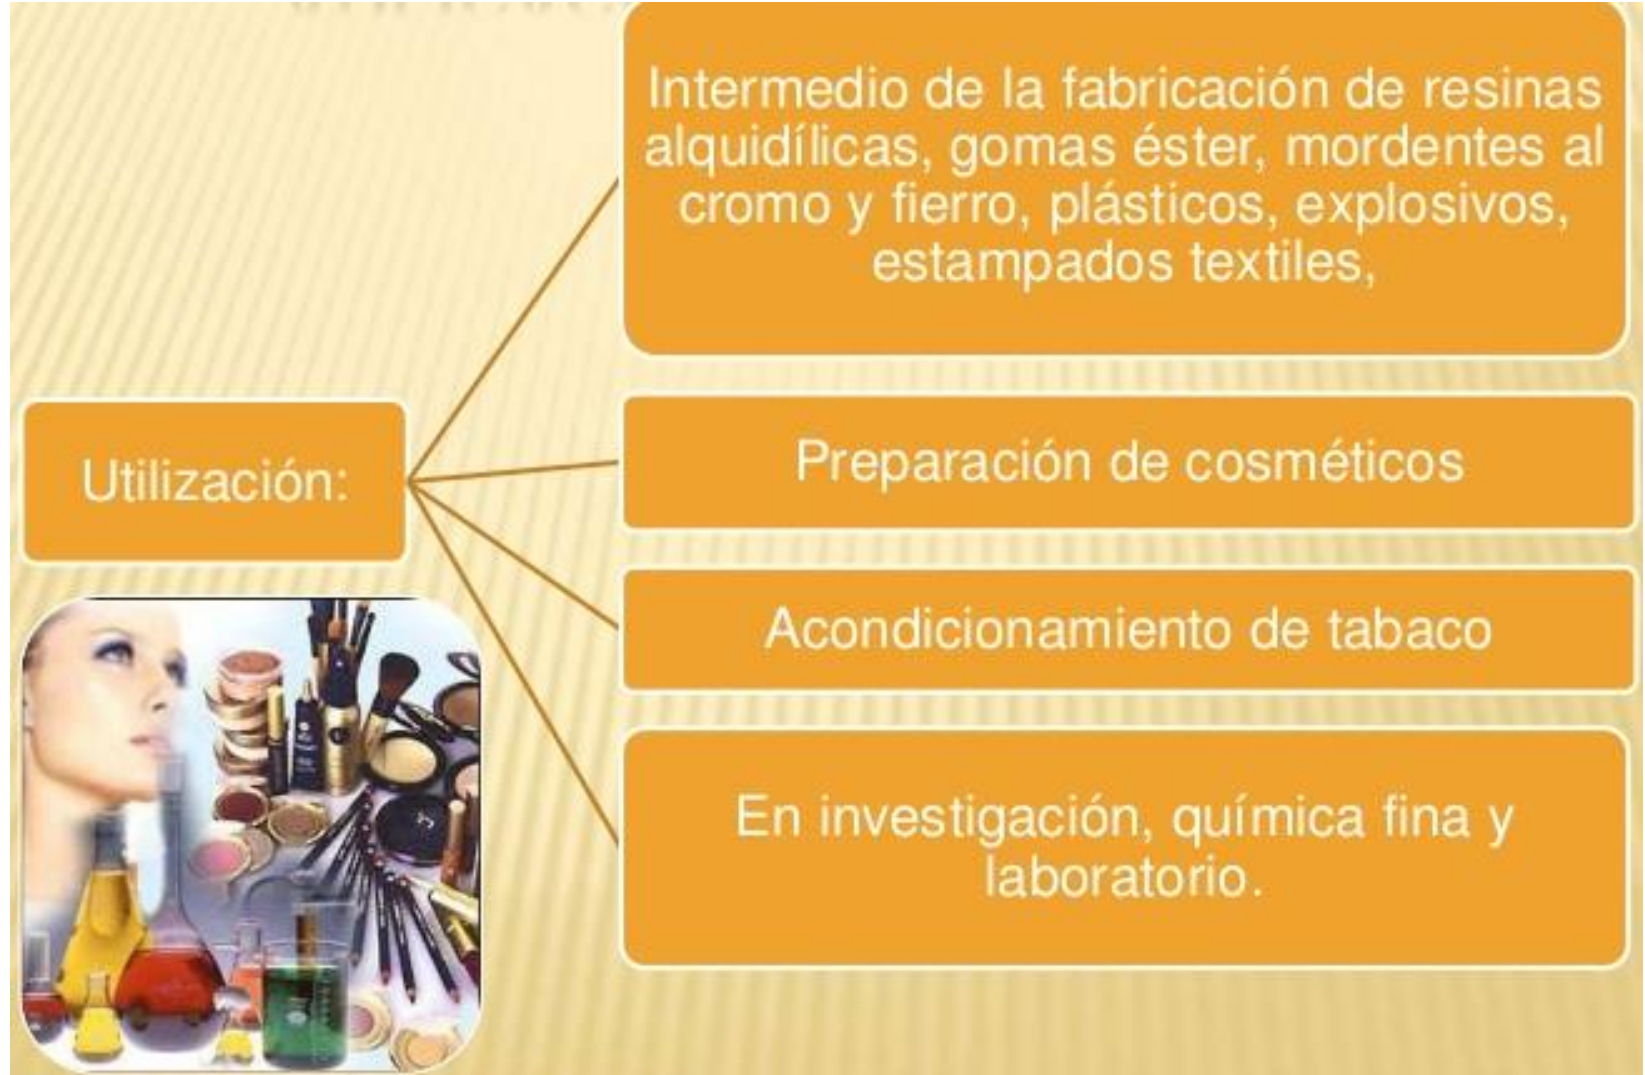 Intermedio de la fabricación de resinas
alquidílicas, gomas éster, mordentes al
cromo y fierro, plásticos, explosivos,
estampados textiles,
Utilización:
Preparación de cosméticos
Acondicionamiento de tabaco
En investigación, química fina y
laboratorio.